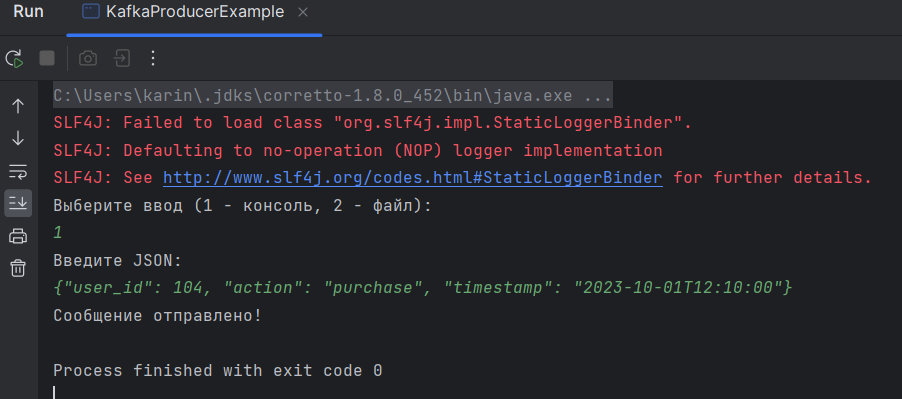 Run
KafkaProducerExample
C:\Users\karin\.jdks\corretto-1.8.0_452\bin\java.exe ...
SLF4J: Failed to load class "org.slf4j.impl.StaticLoggerBinder".
SLF4J: Defaulting to no-operation (NOP) logger implementation
SLF4J: See http://www.slf4j.org/codes.html#StaticLoggerBinder for further details.
Выберите ввод (1 - консоль, 2 - файл):
1
Введите JSON:
{"user_id": 104, "action": "purchase", "timestamp": "2023-10-01T12:10:00"}
Сообщение отправлено!
Process finished with exit code 0